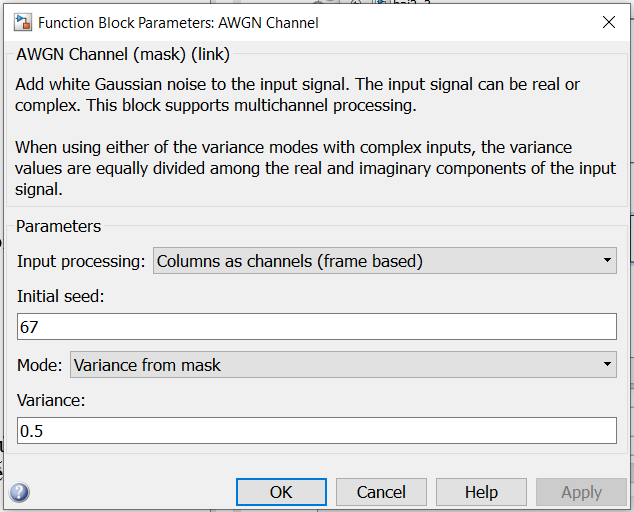 Function Block Parameters: AWGN Channel
AWGN Channel (mask) (link)
Add white Gaussian noise to the input signal. The input signal can be real or
complex. This block supports multichannel processing.
When using either of the variance modes with complex inputs, the variance
values are equally divided among the real and imaginary components of the input
signal.
Parameters
Input processing: Columns as channels (frame based)
Initial seed:
67
Mode: Variance from mask
Variance:
0.5
OK Cancel Help Apply